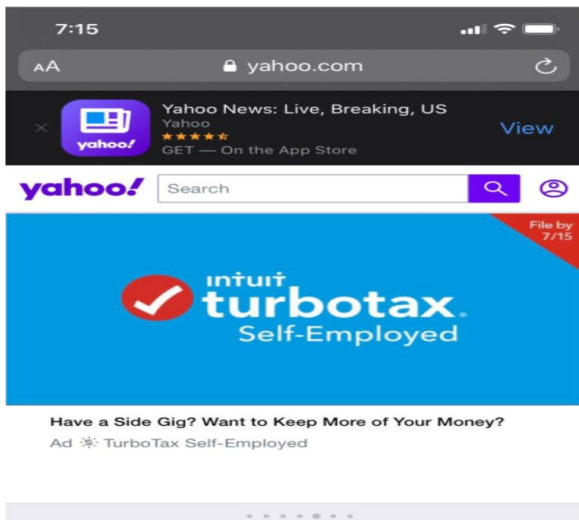 7:15
AA yahoo.com
Yahoo News: Live, Breaking, US
Yahoo
yahoo!
GET — On the App Store
View
yahoo! Search
File by
7/15
intuit
turbotax.
Self-Employed
Have a Side Gig? Want to Keep More of Your Money?
Ad TurboTax Self-Employed